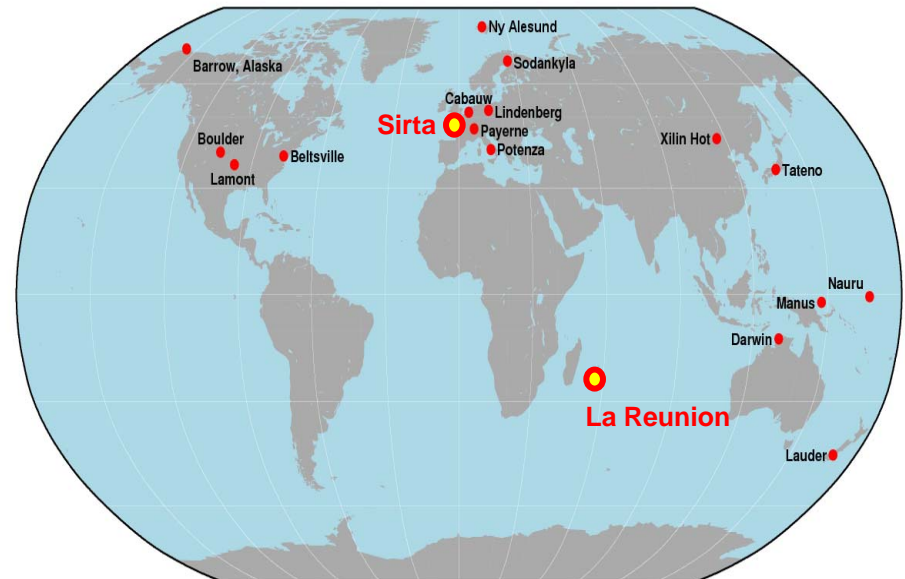 Ny Alesund
Barrow, Alaska
Sodankyla
Cabauw
Lindenberg
Sirta
Payerne
Boulder
Xilin Hot
Potenza
Beltsville
Lamont
Tateno
Nauru
Manus
Darwin
La Reunion
Lauder